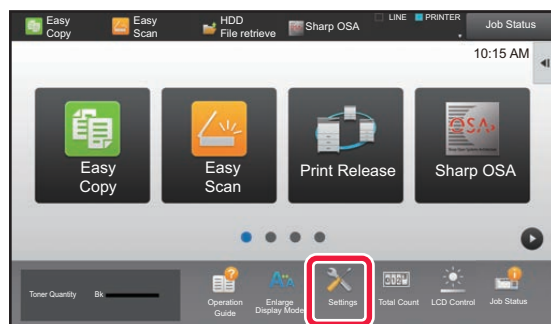 Easy
Copy
Easy
Scan
HDD
File retrieve
Sharp OSA
LINE
PRINTER
Job Status
10:15 AM
Easy
Copy
Easy
Scan
Print Release
Sharp OSA
OSA
Toner Quantity
Bk
Operation
Guide
Enlarge
Display Mode
Settings
Total Count
LCD Control
Job Status